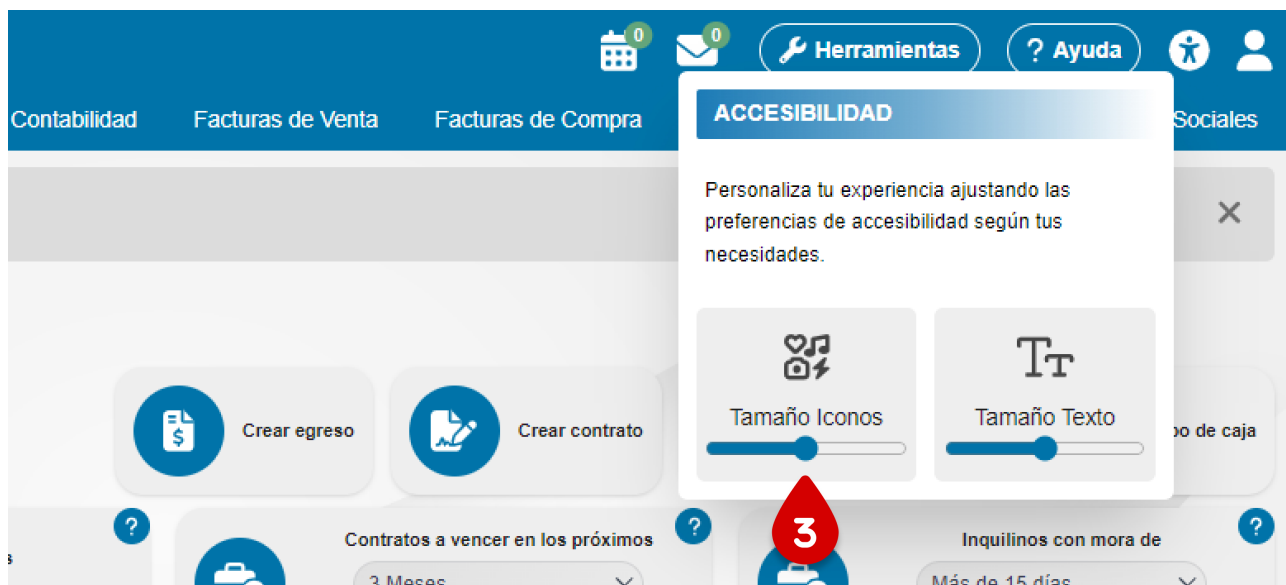 0
0
Herramientas
? Ayuda
Contabilidad
Facturas de Venta
Facturas de Compra
Sociales
ACCESIBILIDAD
Personaliza tu experiencia ajustando las
preferencias de accesibilidad según tus
necesidades.
Tamaño Iconos
Tamaño Texto
Crear egreso
Crear contrato
de caja
3
?
Contratos a vencer en los próximos
?
Inquilinos con mora de
?
3 Meses
Más de 15 días